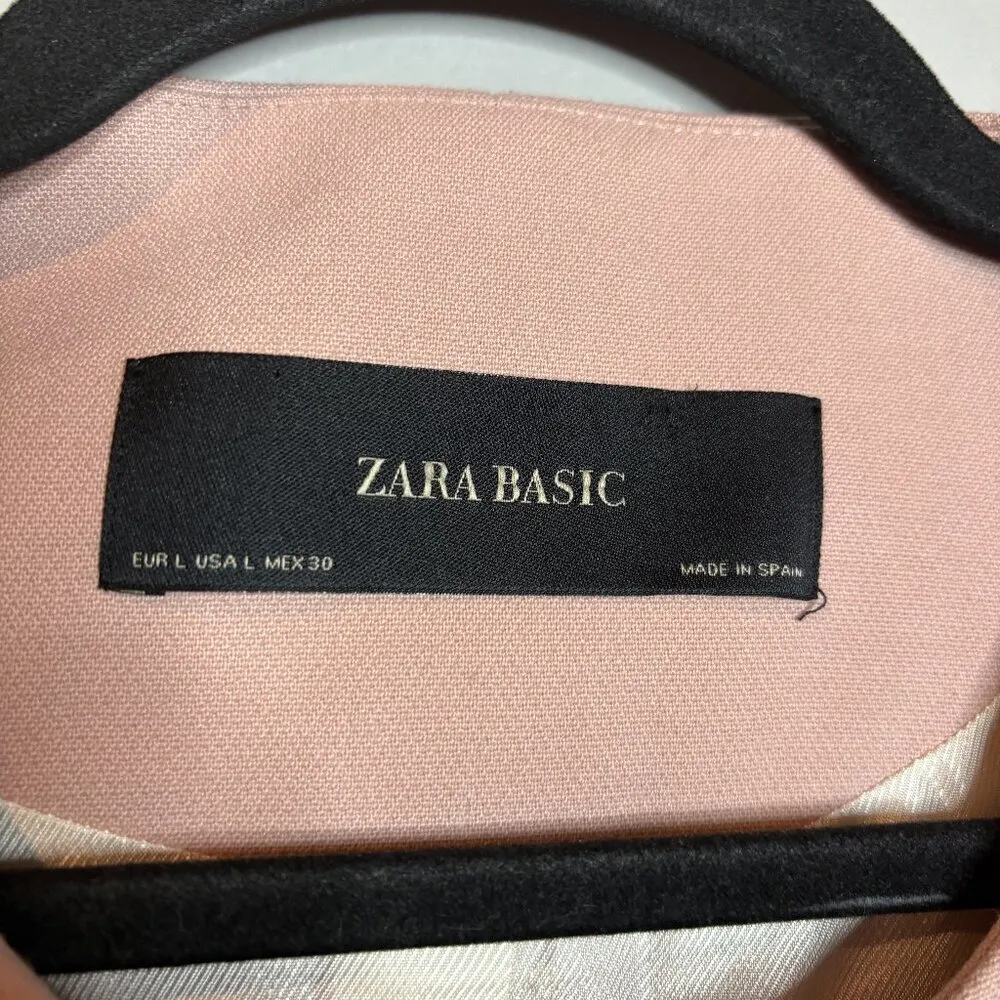 ZARA BASIC
EUR L USA L MEX 30
MADE IN SPAIN